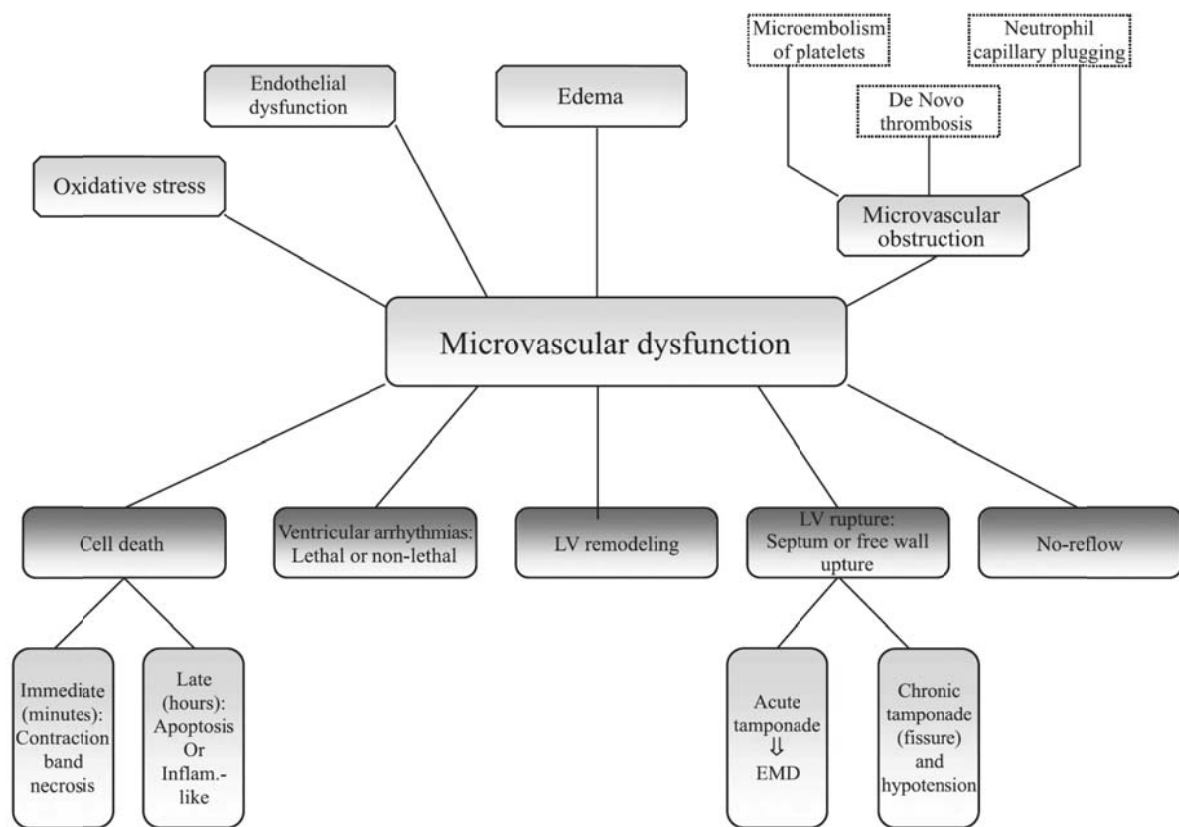 Microembolism
of platelets
Neutrophil
capillary plugging
Endothelial
dysfunction
Edema
De Novo
thrombosis
Oxidative stress
Microvascular
obstruction
Microvascular dysfunction
Cell death
Ventricular arrhythmias:
Lethal or non-lethal
LV remodeling
LV rupture:
Septum or free wall
upture
No-reflow
Immediate
(minutes):
Contraction
band
necrosis
Late
(hours):
Apoptosis
Or
Inflam.-
like
Acute
tamponade
⇓
EMD
Chronic
tamponade
(fissure) and
hypotension